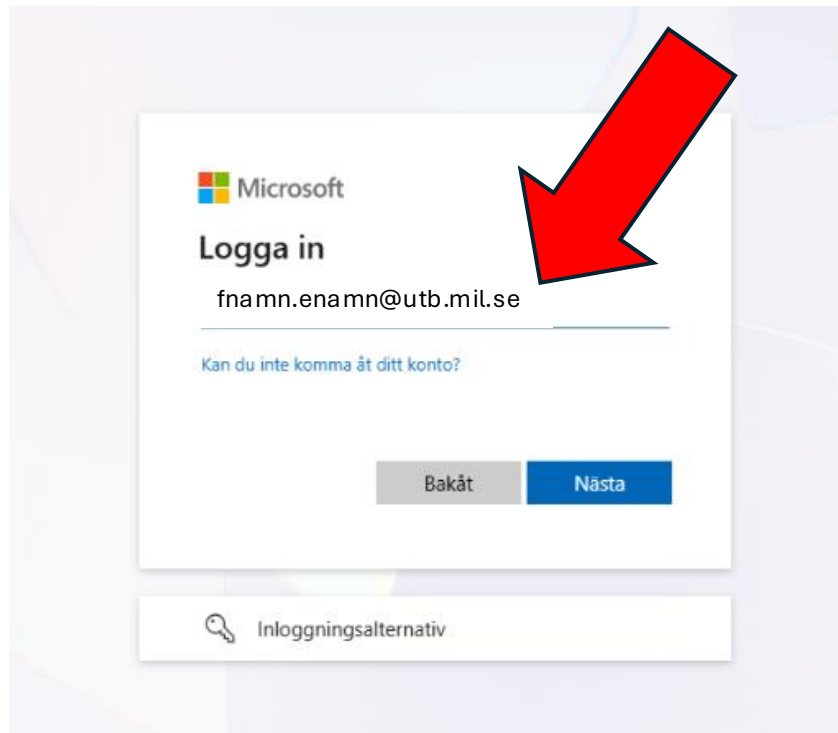 Microsoft
Logga in
fnamn.enamn@utb.mil.se
Kan du inte komma åt ditt konto?
Bakåt
Nästa
Inloggningsalternativ